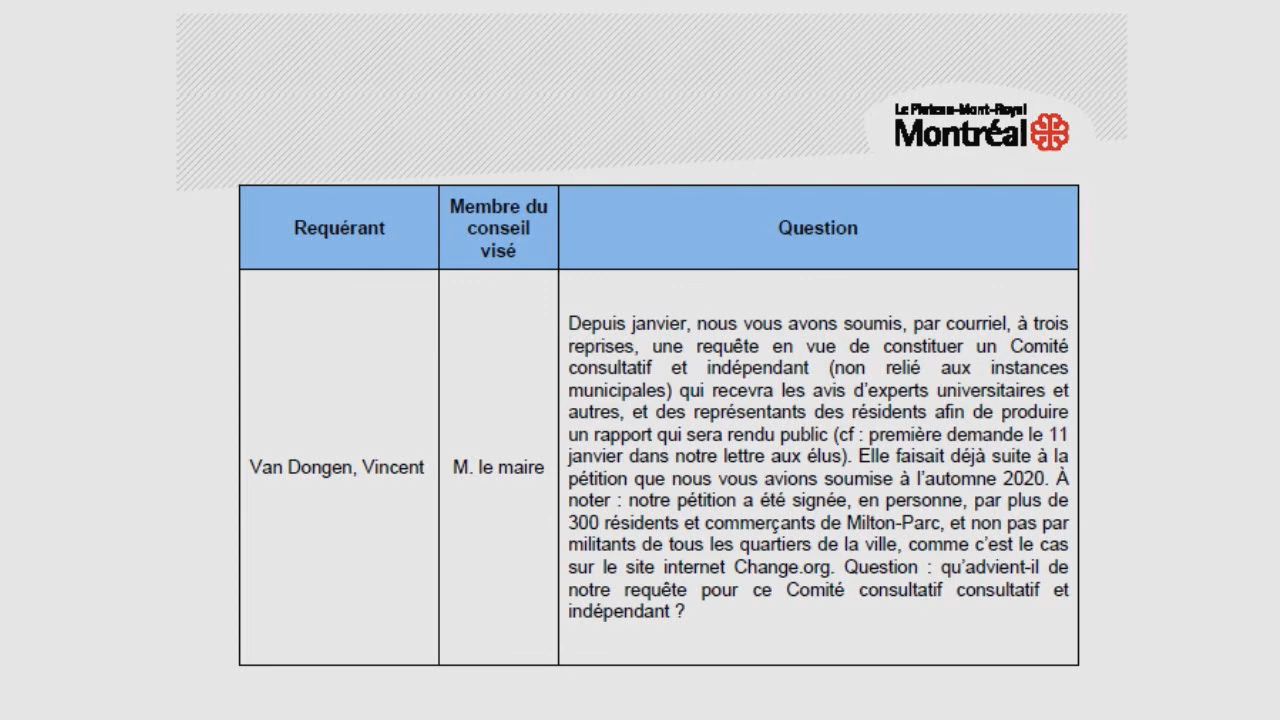 Le Plateau-Mont-Royal
Montréal
Requérant
Membre du
conseil
visé
Question
Van Dongen, Vincent
M. le maire
Depuis janvier, nous vous avons soumis, par courriel, à trois
reprises, une requête en vue de constituer un Comité
consultatif et indépendant (non relié aux instances
municipales) qui recevra les avis d'experts universitaires et
autres, et des représentants des résidents afin de produire
un rapport qui sera rendu public (cf : première demande le 11
janvier dans notre lettre aux élus). Elle faisait déjà suite à la
pétition que nous vous avions soumise à l'automne 2020. À
noter : notre pétition a été signée, en personne, par plus de
300 résidents et commerçants de Milton-Parc, et non pas par
militants de tous les quartiers de la ville, comme c'est le cas
sur le site internet Change.org. Question : qu'advient-il de
notre requête pour ce Comité consultatif consultatif et
indépendant ?